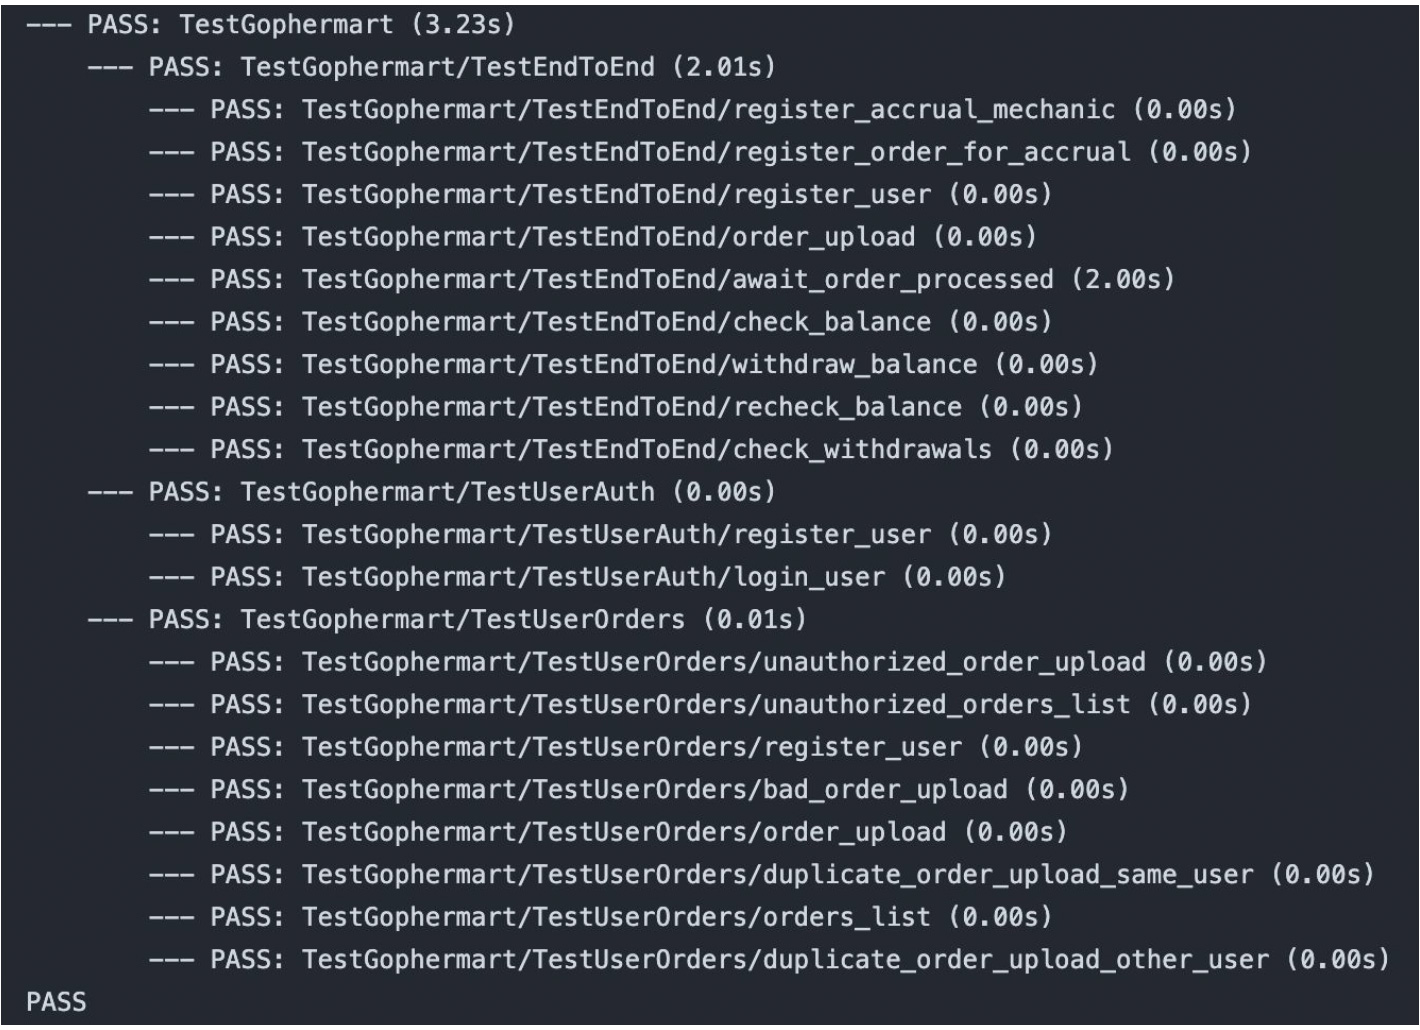 --- PASS: TestGophermart (3.23s)
    --- PASS: TestGophermart/TestEndToEnd (2.01s)
        --- PASS: TestGophermart/TestEndToEnd/register_accrual_mechanic (0.00s)
        --- PASS: TestGophermart/TestEndToEnd/register_order_for_accrual (0.00s)
        --- PASS: TestGophermart/TestEndToEnd/register_user (0.00s)
        --- PASS: TestGophermart/TestEndToEnd/order_upload (0.00s)
        --- PASS: TestGophermart/TestEndToEnd/await_order_processed (2.00s)
        --- PASS: TestGophermart/TestEndToEnd/check_balance (0.00s)
        --- PASS: TestGophermart/TestEndToEnd/withdraw_balance (0.00s)
        --- PASS: TestGophermart/TestEndToEnd/recheck_balance (0.00s)
        --- PASS: TestGophermart/TestEndToEnd/check_withdrawals (0.00s)
    --- PASS: TestGophermart/TestUserAuth (0.00s)
        --- PASS: TestGophermart/TestUserAuth/register_user (0.00s)
        --- PASS: TestGophermart/TestUserAuth/login_user (0.00s)
    --- PASS: TestGophermart/TestUserOrders (0.01s)
        --- PASS: TestGophermart/TestUserOrders/unauthorized_order_upload (0.00s)
        --- PASS: TestGophermart/TestUserOrders/unauthorized_orders_list (0.00s)
        --- PASS: TestGophermart/TestUserOrders/register_user (0.00s)
        --- PASS: TestGophermart/TestUserOrders/bad_order_upload (0.00s)
        --- PASS: TestGophermart/TestUserOrders/order_upload (0.00s)
        --- PASS: TestGophermart/TestUserOrders/duplicate_order_upload_same_user (0.00s)
        --- PASS: TestGophermart/TestUserOrders/orders_list (0.00s)
        --- PASS: TestGophermart/TestUserOrders/duplicate_order_upload_other_user (0.00s)
PASS